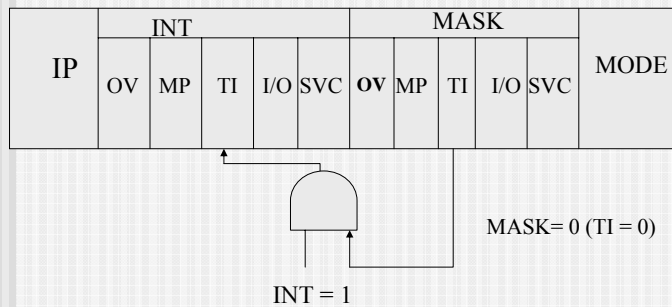 INT MASK
IP MODE
OV MP TI I/O SVC OV MP TI I/O SVC
MASK= 0 (TI = 0)
INT = 1